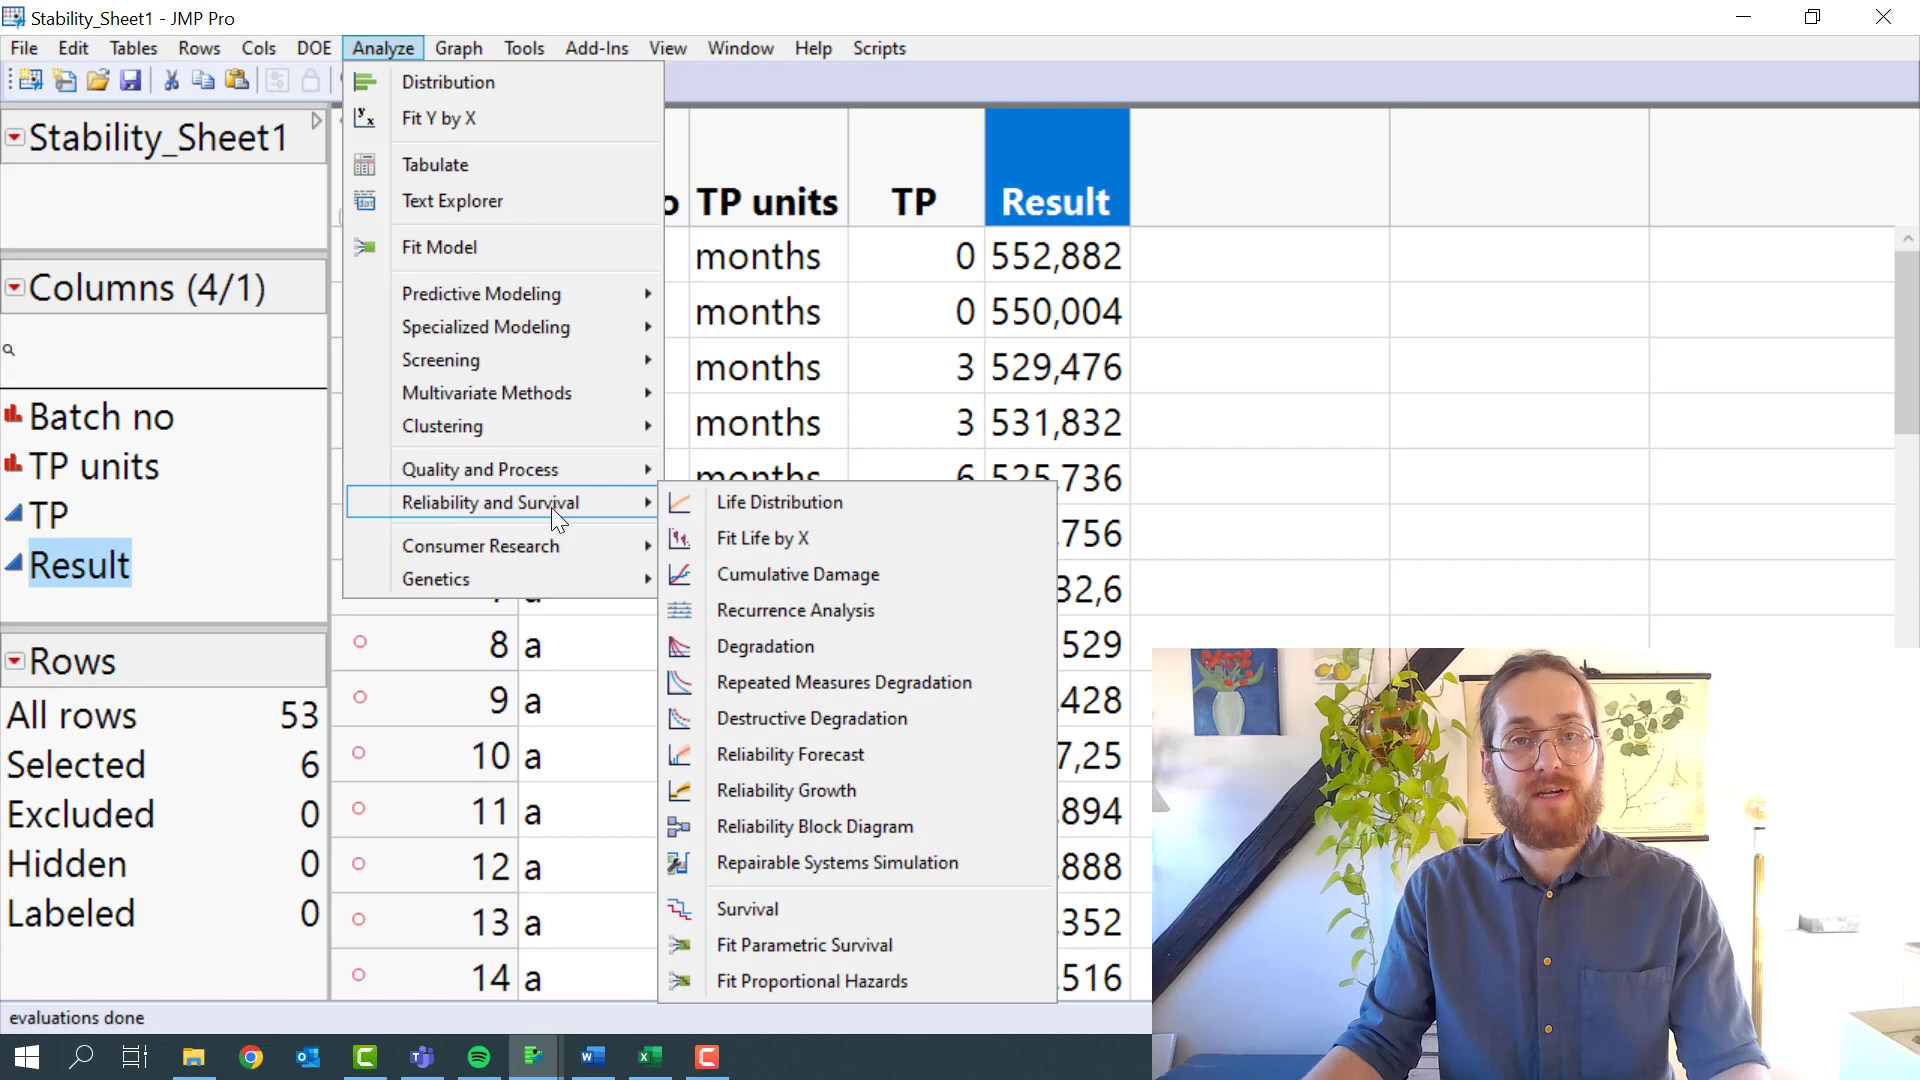 Stability_Sheet1 - JMP Pro
File Edit Tables Rows Cols DOE Analyze Graph Tools Add-Ins View Window Help Scripts
Stability_Sheet1
Columns (4/1)
Batch no
TP units
TP
Result
Rows
All rows 53
Selected 6
Excluded 0
Hidden 0
Labeled 0
Distribution
Fit Y by X
Tabulate
Text Explorer
Fit Model
Predictive Modeling
Specialized Modeling
Screening
Multivariate Methods
Clustering
Quality and Process
Reliability and Survival
Consumer Research
Genetics
Life Distribution
Fit Life by X
Cumulative Damage
Recurrence Analysis
Degradation
Repeated Measures Degradation
Destructive Degradation
Reliability Forecast
Reliability Growth
Reliability Block Diagram
Repairable Systems Simulation
Survival
Fit Parametric Survival
Fit Proportional Hazards
o TP units TP Result
months 0 552,882
months 0 550,004
months 3 529,476
months 3 531,832
months 6 525,736
756
32,6
8 a 529
9 a 428
10 a 7,25
11 a 894
12 a 888
13 a 352
14 a 516
evaluations done